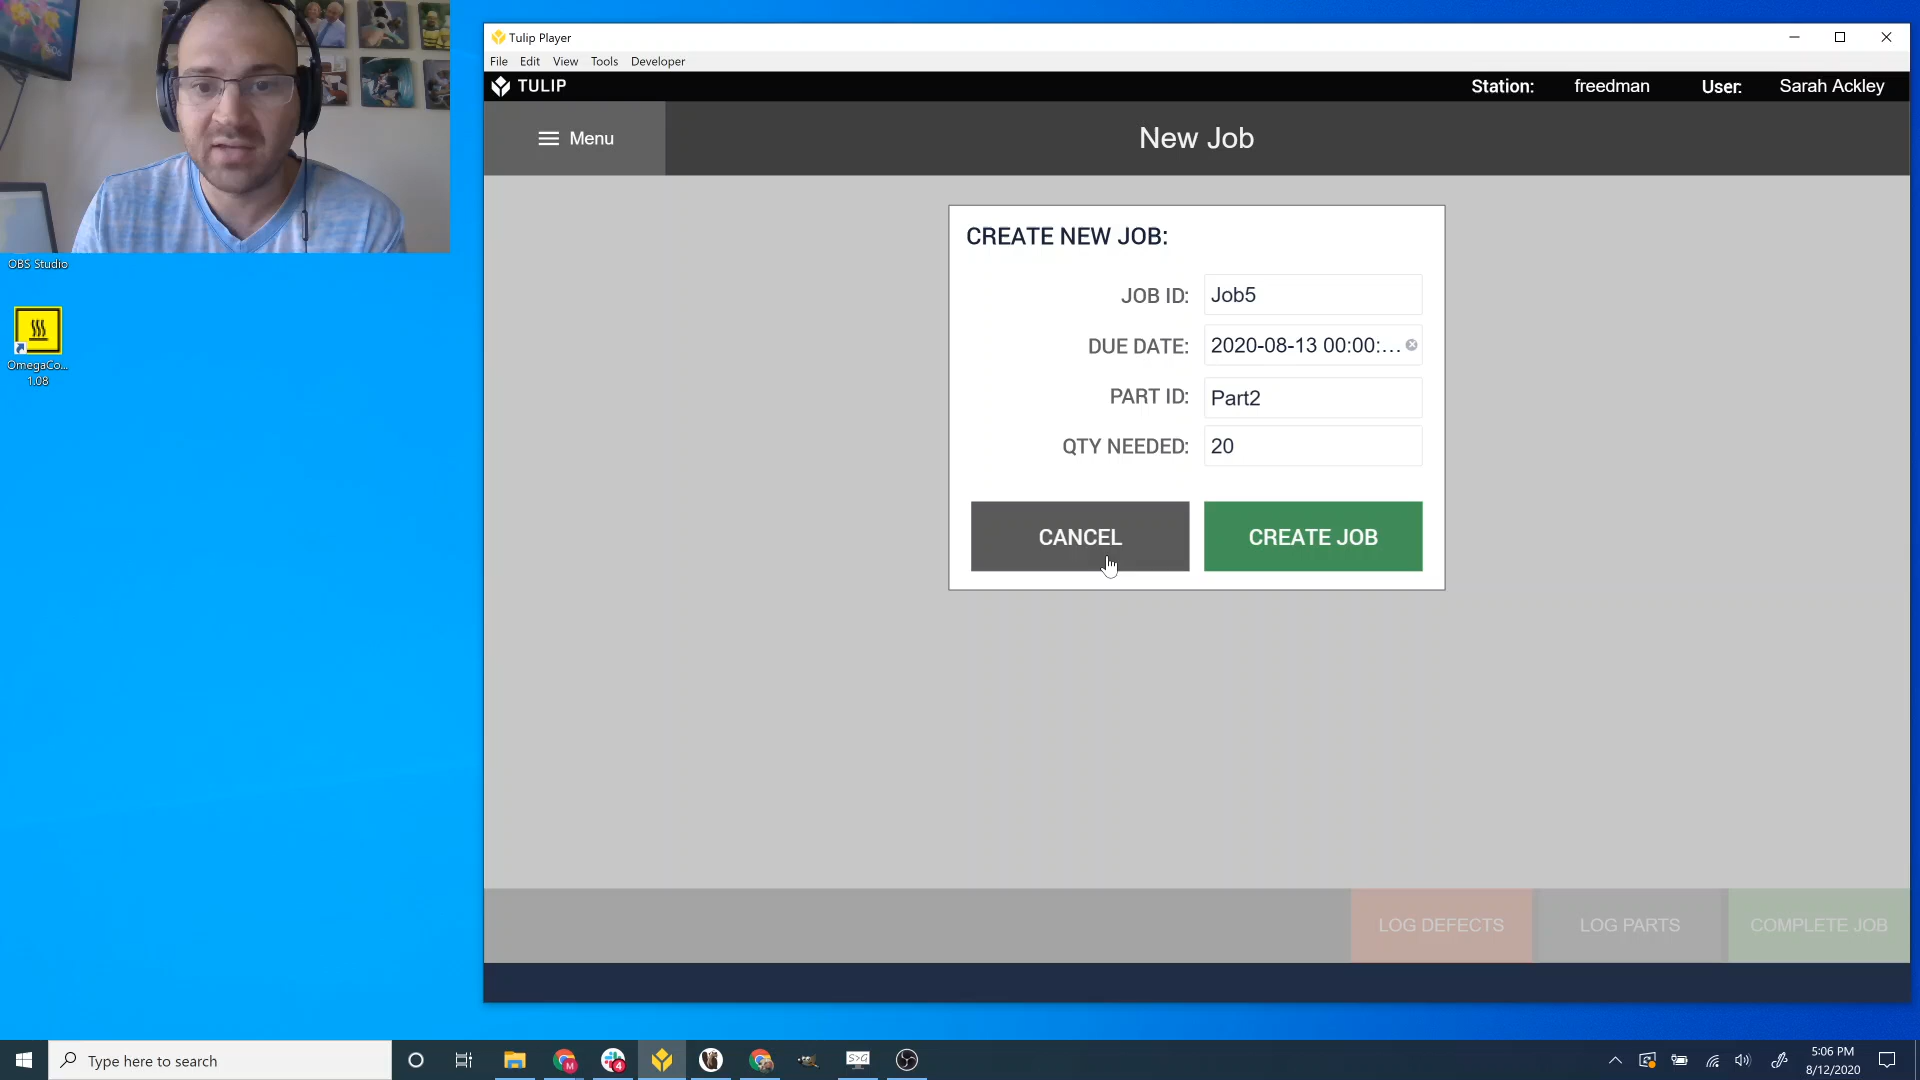 Tulip Player
File Edit View Tools Developer
TULIP
Station: freedman User: Sarah Ackley
Menu
New Job
CREATE NEW JOB:
JOB ID: Job5
DUE DATE: 2020-08-13 00:00:...
PART ID: Part2
QTY NEEDED: 20
CANCEL CREATE JOB
LOG DEFECTS LOG PARTS COMPLETE JOB
OBS Studio
OmegaCo...
1.08
Type here to search
M
4
S>G
5:06 PM
8/12/2020